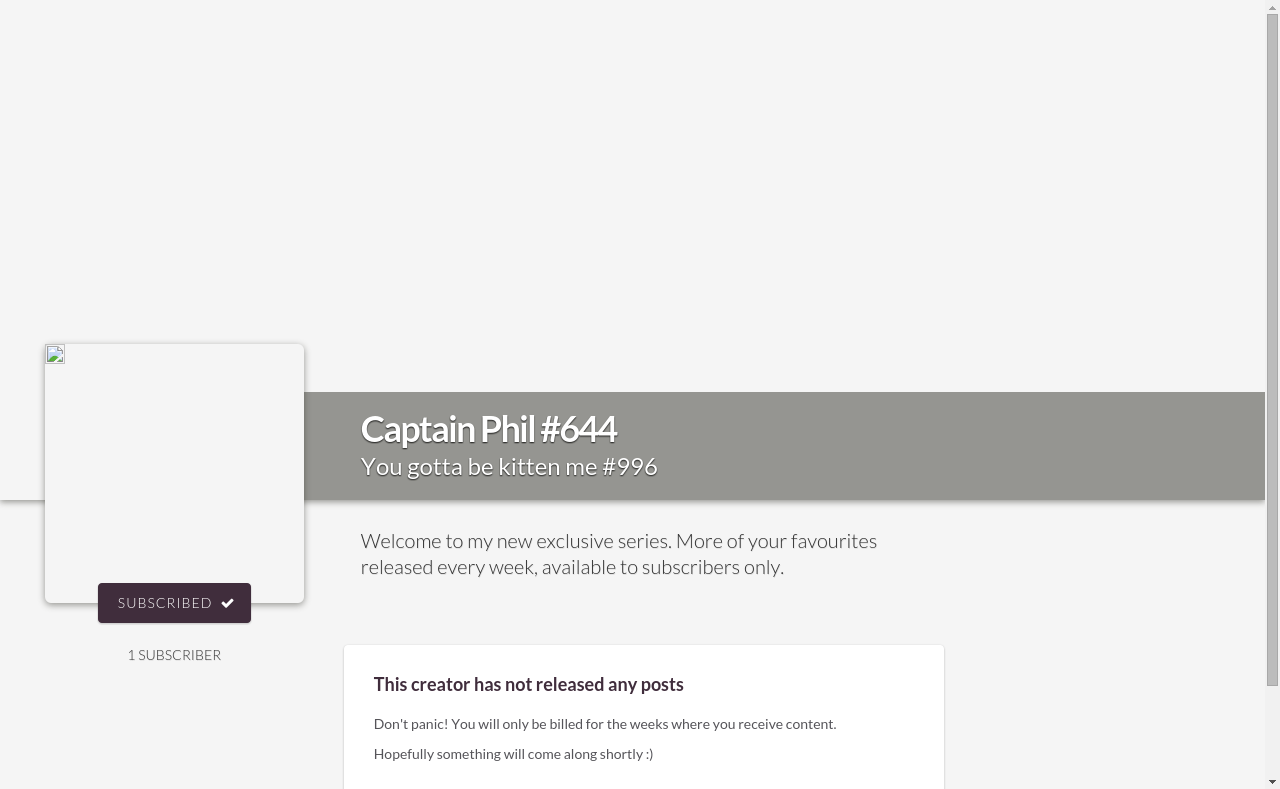 Captain Phil #644
You gotta be kitten me #996
Welcome to my new exclusive series. More of your favourites
released every week, available to subscribers only.
SUBSCRIBED
1 SUBSCRIBER
This creator has not released any posts
Don't panic! You will only be billed for the weeks where you receive content.
Hopefully something will come along shortly :)